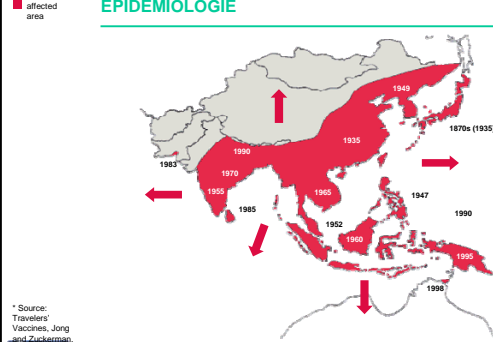 affected
area
EPIDEMIOLOGIE
1949
1870s (1935)
1935
1990
1983
1970
1965
1955
1947
1985
1990
1952
1960
1995
1998
* Source:
Travelers'
Vaccines, Jong
and Zuckerman